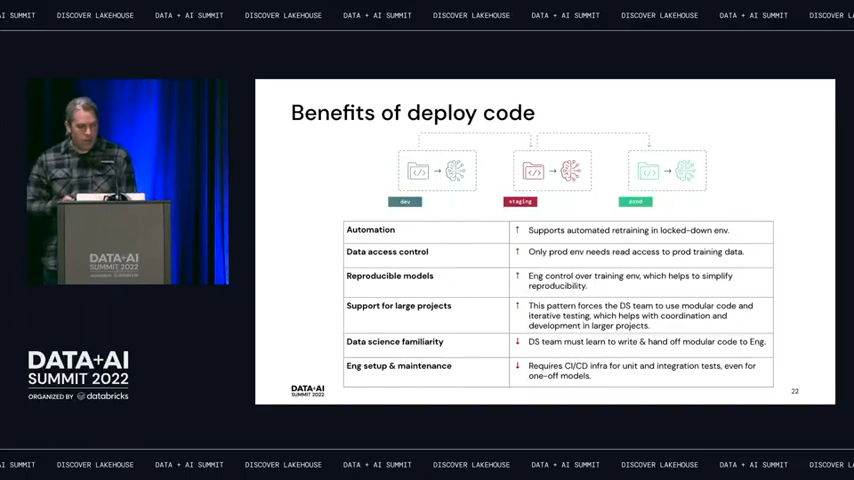 AI SUMMIT DISCOVER LAKEHOUSE DATA + AI SUMMIT DISCOVER LAKEHOUSE DATA + AI SUMMIT DISCOVER LAKEHOUSE DATA + AI SUMMIT DISCOVER LAKEHOUSE DATA + AI SUMMIT DISCOVER
Benefits of deploy code
dev
staging
prod
Automation ↑ Supports automated retraining in locked-down env.
Data access control ↑ Only prod env needs read access to prod training data.
Reproducible models ↑ Eng control over training env, which helps to simplify
reproducibility.
Support for large projects ↑ This pattern forces the DS team to use modular code and
iterative testing, which helps with coordination and
development in larger projects.
Data science familiarity ↓ DS team must learn to write & hand off modular code to Eng.
Eng setup & maintenance ↓ Requires CI/CD infra for unit and integration tests, even for
one-off models.
DATA+AI
SUMMIT 2022
22
DATA+AI
SUMMIT 2022
DATA+AI
SUMMIT 2022
ORGANIZED BY databricks
AI SUMMIT DISCOVER LAKEHOUSE DATA + AI SUMMIT DISCOVER LAKEHOUSE DATA + AI SUMMIT DISCOVER LAKEHOUSE DATA + AI SUMMIT DISCOVER LAKEHOUSE DATA + AI SUMMIT DISCOVER